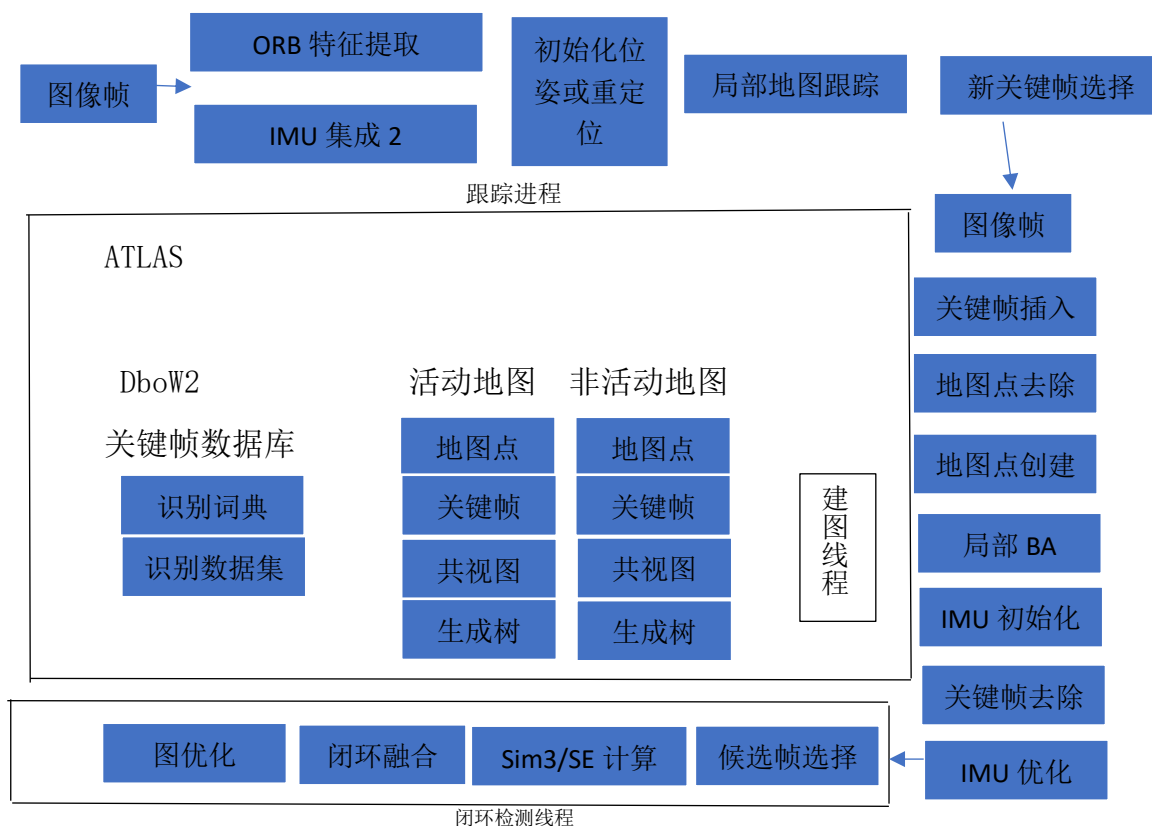 ORB 特征提取
图像帧
IMU 集成 2
初始化位
姿或重定
位
局部地图跟踪
新关键帧选择
跟踪进程
图像帧
ATLAS
关键帧插入
DboW2
活动地图
非活动地图
地图点去除
关键帧数据库
地图点
地图点
地图点创建
识别词典
关键帧
关键帧
建
图
线
程
识别数据集
共视图
共视图
局部 BA
生成树
生成树
IMU 初始化
关键帧去除
图优化
闭环融合
Sim3/SE 计算
候选帧选择
IMU 优化
闭环检测线程